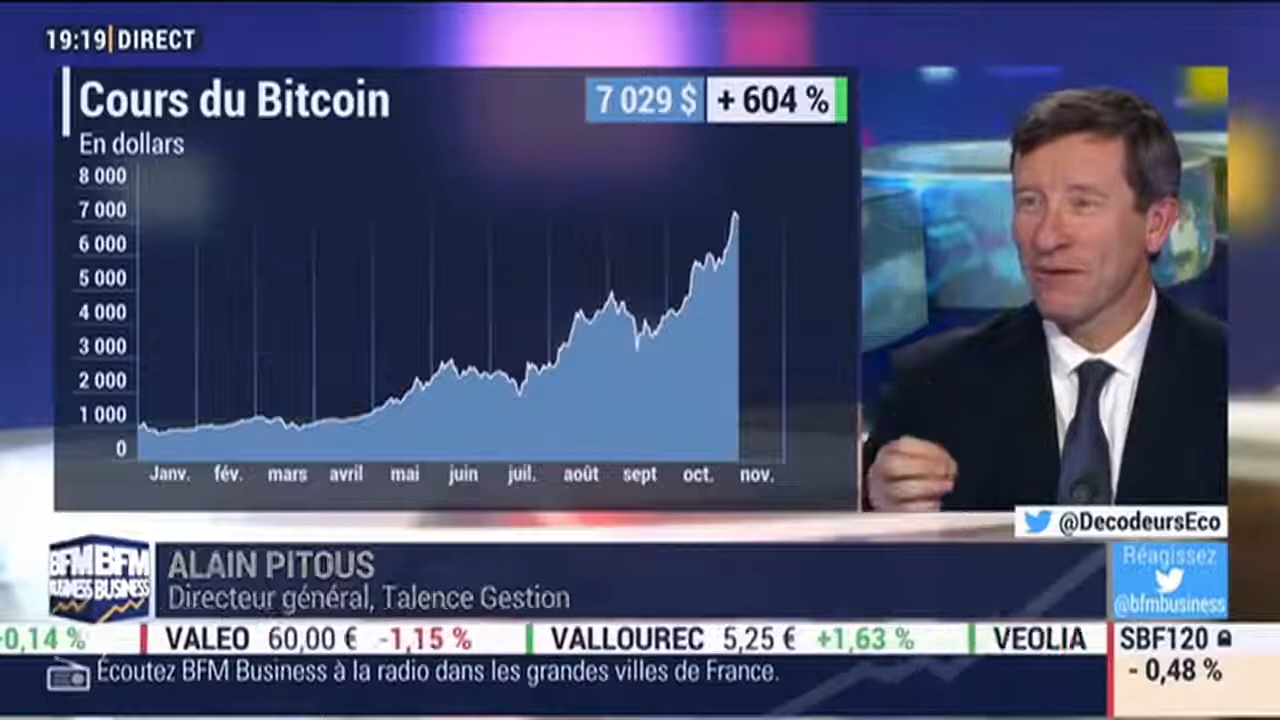 19:19 DIRECT
Cours du Bitcoin
7 029 $ + 604 %
En dollars
8 000
7 000
6 000
5 000
4 000
3 000
2 000
1 000
0
Janv. fév. mars avril mai juin juil. août sept oct. nov.
@DecodeursEco
BFM BFM
BUSINESS BUSINESS
ALAIN PITOUS
Directeur général, Talence Gestion
Réagissez
@bfmbusiness
-0,14 % VALEO 60,00 € -1,15 % VALLOUREC 5,25 € +1,63 % VEOLIA
SBF120
- 0,48 %
Écoutez BFM Business à la radio dans les grandes villes de France.